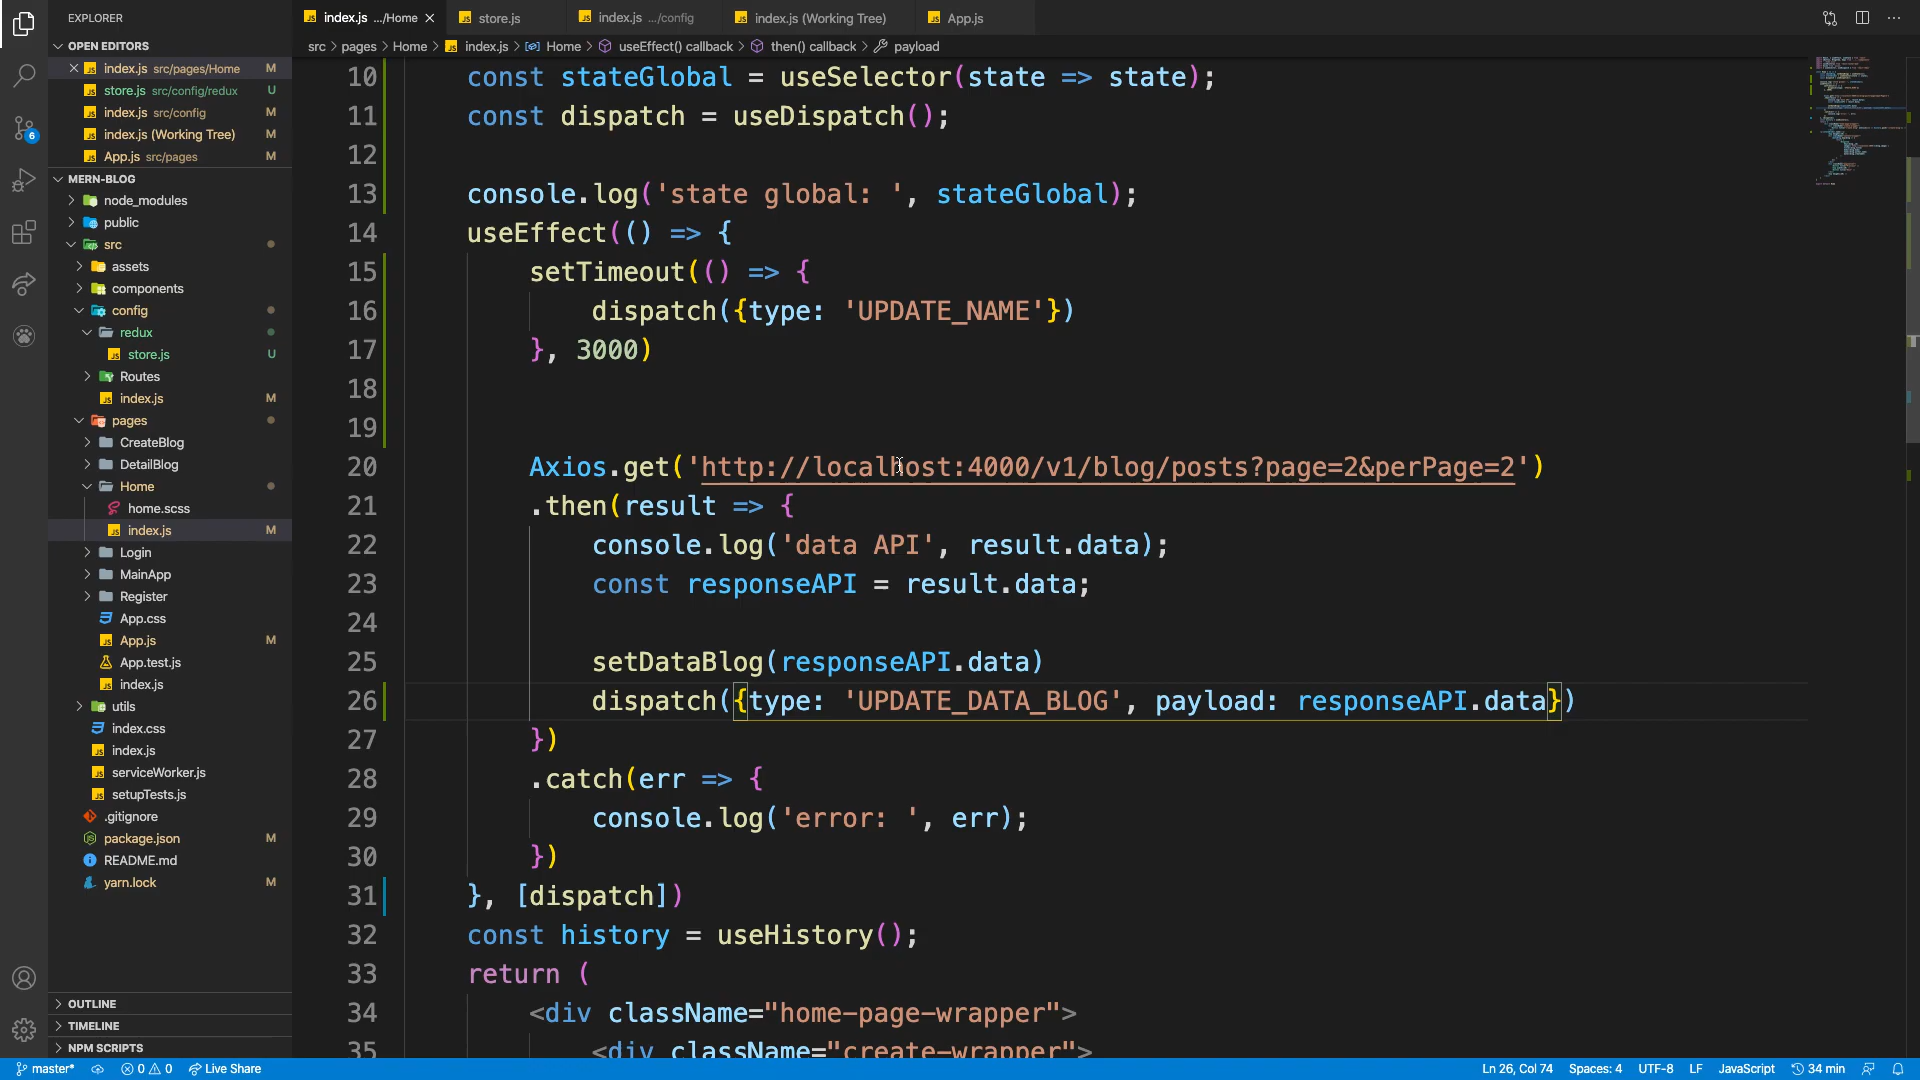 EXPLORER
OPEN EDITORS
index.js src/pages/Home M
store.js src/config/redux U
index.js src/config M
index.js (Working Tree) M
App.js src/pages M
MERN-BLOG
node_modules
public
src
assets
components
config
redux
store.js U
Routes
index.js M
pages
CreateBlog
DetailBlog
Home
home.scss
index.js M
Login
MainApp
Register
App.css
App.js M
App.test.js
index.js
utils
index.css
index.js
serviceWorker.js
setupTests.js
.gitignore
package.json M
README.md
yarn.lock M
OUTLINE
TIMELINE
NPM SCRIPTS
6
index.js .../Home store.js index.js .../config index.js (Working Tree) App.js
src > pages > Home > index.js > Home > useEffect() callback > then() callback > payload
10 const stateGlobal = useSelector(state => state);
11 const dispatch = useDispatch();
12
13 console.log('state global: ', stateGlobal);
14 useEffect(() => {
15 setTimeout(() => {
16 dispatch({type: 'UPDATE_NAME'})
17 }, 3000)
18
19
20 Axios.get('http://localhost:4000/v1/blog/posts?page=2&perPage=2')
21 .then(result => {
22 console.log('data API', result.data);
23 const responseAPI = result.data;
24
25 setDataBlog(responseAPI.data)
26 dispatch({type: 'UPDATE_DATA_BLOG', payload: responseAPI.data})
27 })
28 .catch(err => {
29 console.log('error: ', err);
30 })
31 }, [dispatch])
32 const history = useHistory();
33 return (
34 <div className="home-page-wrapper">
35 <div className="create-wrapper">
master* 0 0 Live Share Ln 26, Col 74 Spaces: 4 UTF-8 LF JavaScript 34 min